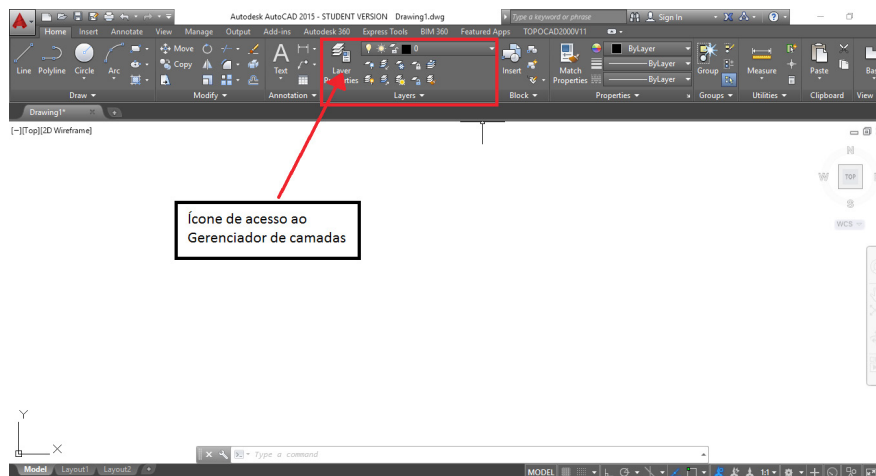 Autodesk AutoCAD 2015 - STUDENT VERSION Drawing1.dwg Type a keyword or phrase Sign In
Home Insert Annotate View Manage Output Add-ins Autodesk 360 Express Tools BIM 360 Featured Apps TOPOCAD2000V11
Line Polyline Circle Arc Move Copy Text Layer Properties 0 Insert Match Properties ByLayer ByLayer ByLayer Group Measure Paste
Draw Modify Annotation Layers Block Properties Groups Utilities Clipboard View
Drawing1*
[−][Top][2D Wireframe]
N
W TOP
S
WCS
Ícone de acesso ao
Gerenciador de camadas
Y
X
Type a command
Model Layout1 Layout2 + MODEL 1:1